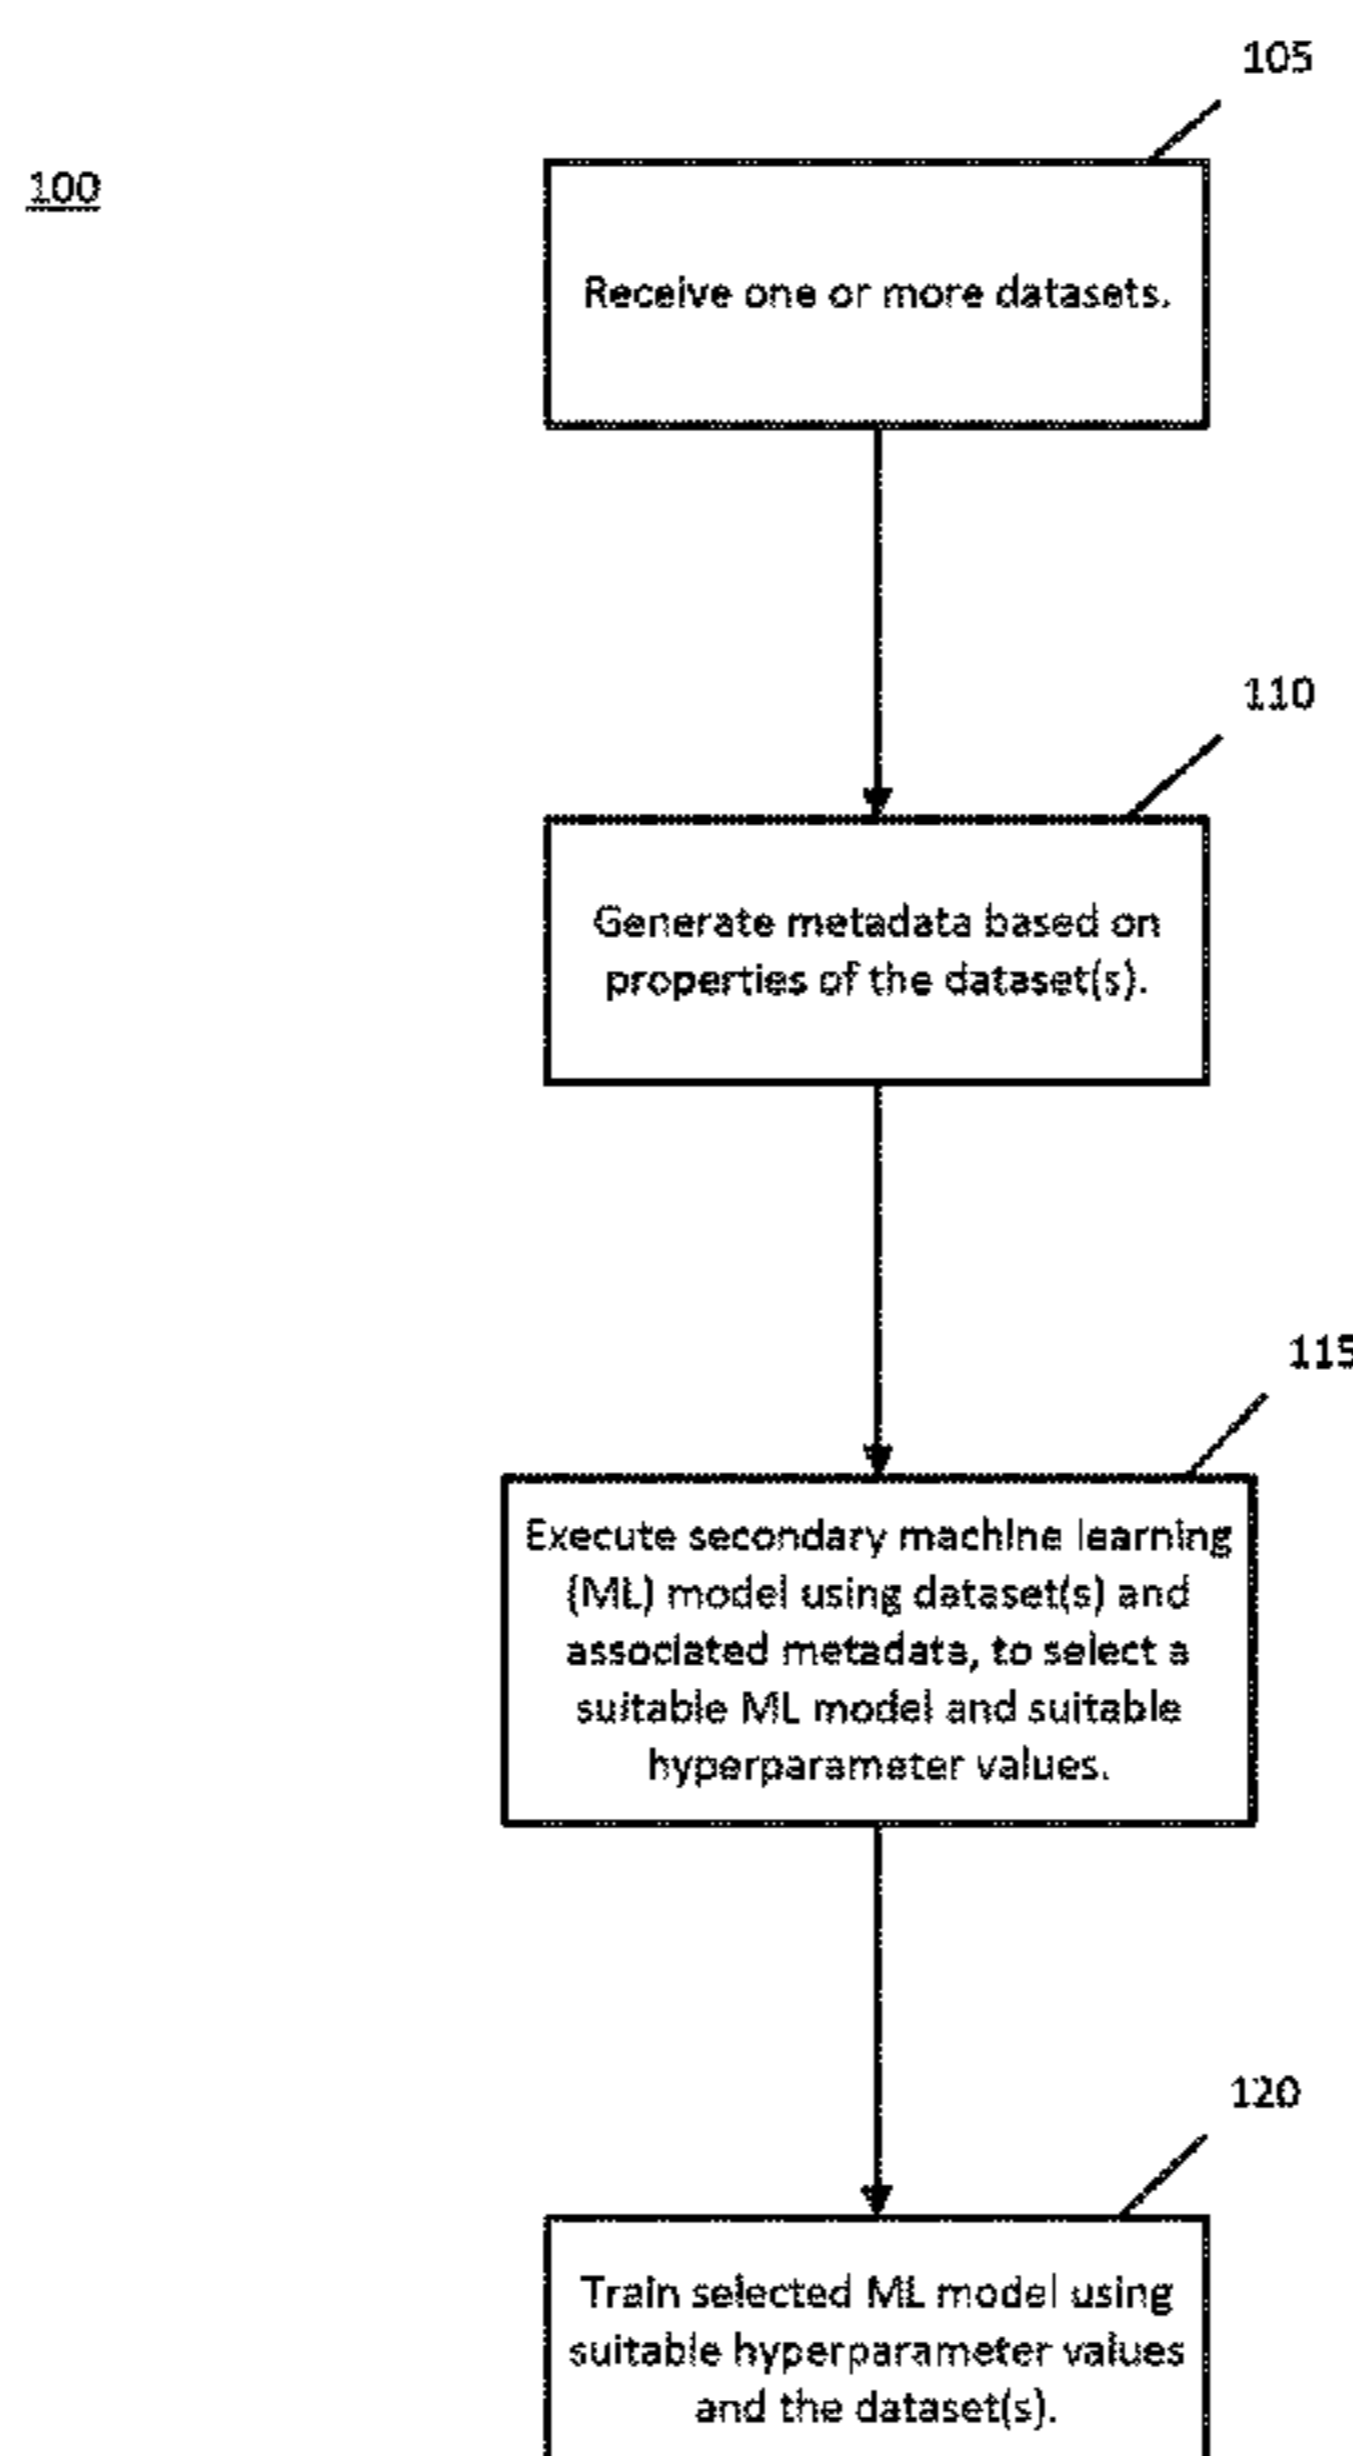 105
100
Receive one or more datasets.
110
Generate metadata based on
properties of the dataset(s).
115
Execute secondary machine learning
(ML) model using dataset(s) and
associated metadata, to select a
suitable ML model and suitable
hyperparameter values.
120
Train selected ML model using
suitable hyperparameter values
and the dataset(s).